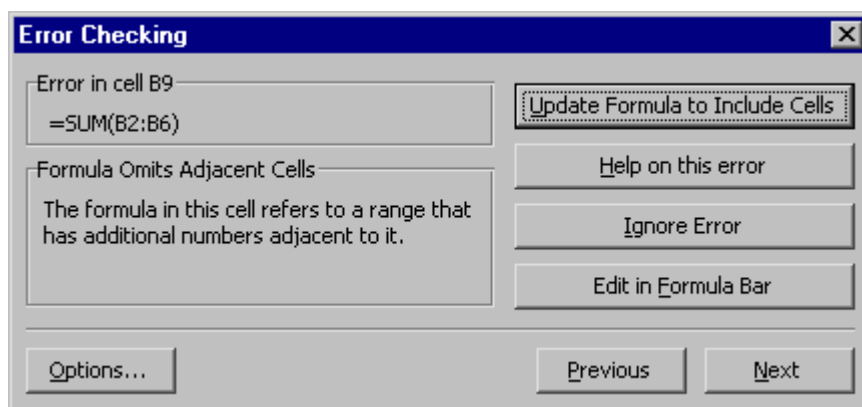 Error Checking
Error in cell B9
=SUM(B2:B6)
Formula Omits Adjacent Cells
The formula in this cell refers to a range that
has additional numbers adjacent to it.
Update Formula to Include Cells
Help on this error
Ignore Error
Edit in Formula Bar
Options...
Previous
Next